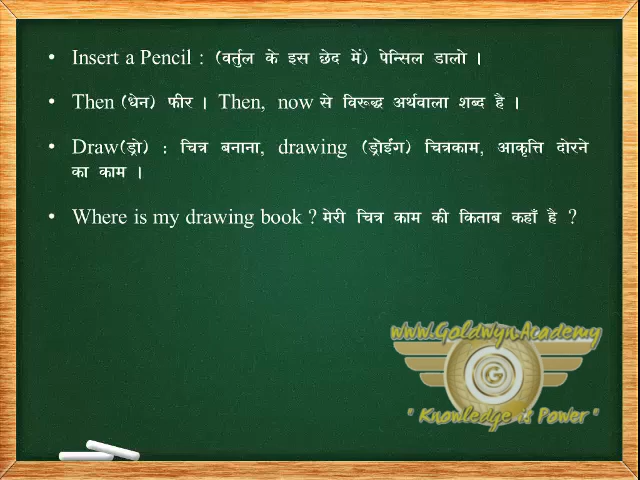 • Insert a Pencil : (वर्तुल के इस छेद में) पेन्सिल डालो ।
• Then (धेन) फीर । Then, now से विरूद्ध अर्थवाला शब्द है ।
• Draw(ड्रो) : चित्र बनाना, drawing (ड्रोईंग) चित्रकाम, आकृत्ति दोरने
का काम ।
• Where is my drawing book ? मेरी चित्र काम की किताब कहाँ है ?
www.GoldwynAcademy
G
" Knowledge is Power "